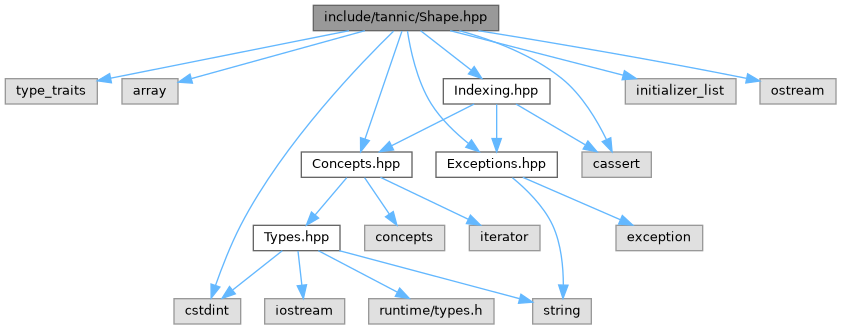 include/tannic/Shape.hpp
type_traits
array
Indexing.hpp
initializer_list
ostream
Concepts.hpp
Exceptions.hpp
cassert
Types.hpp
concepts
iterator
exception
cstdint
iostream
runtime/types.h
string